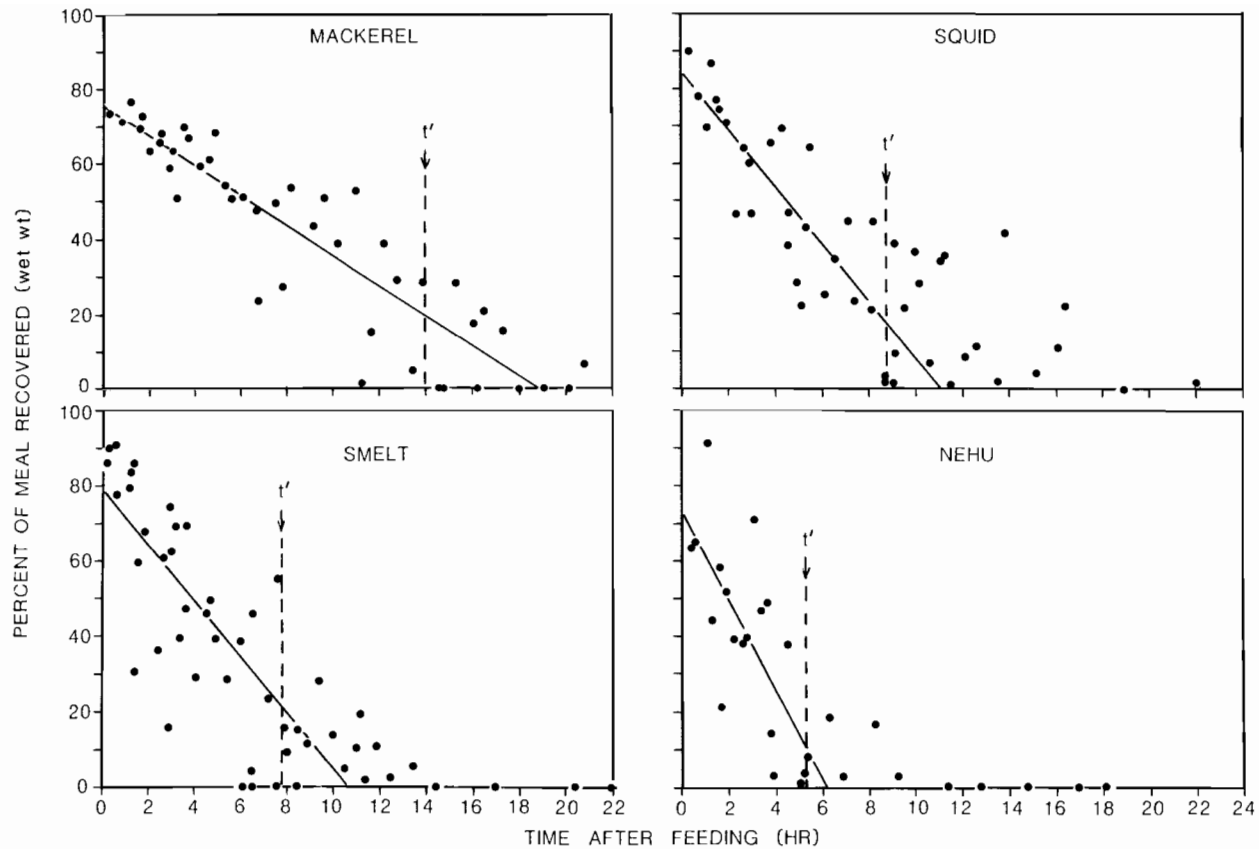 MACKEREL
SQUID
100
80
60
40
20
0
t′
t′
SMELT
NEHU
100
80
60
40
20
0
t′
t′
0 2 4 6 8 10 12 14 16 18 20 22
0 2 4 6 8 10 12 14 16 18 20 22 24
PERCENT OF MEAL RECOVERED (wet wt)
TIME AFTER FEEDING (HR)